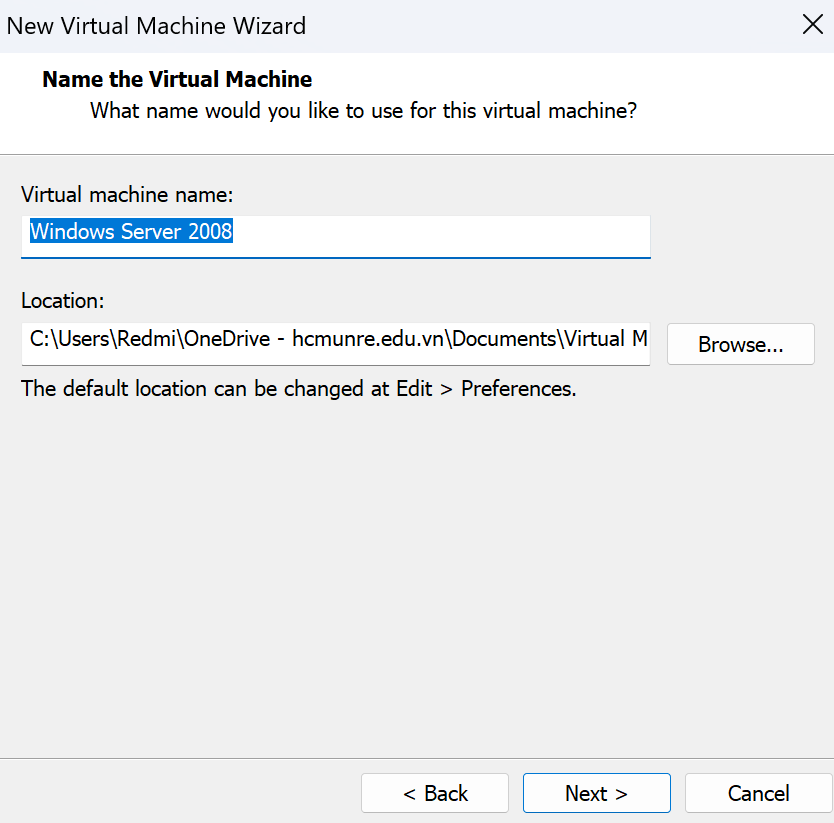 New Virtual Machine Wizard
Name the Virtual Machine
What name would you like to use for this virtual machine?
Virtual machine name:
Windows Server 2008
Location:
C:\Users\Redmi\OneDrive - hcmunre.edu.vn\Documents\Virtual M
Browse...
The default location can be changed at Edit > Preferences.
< Back
Next >
Cancel